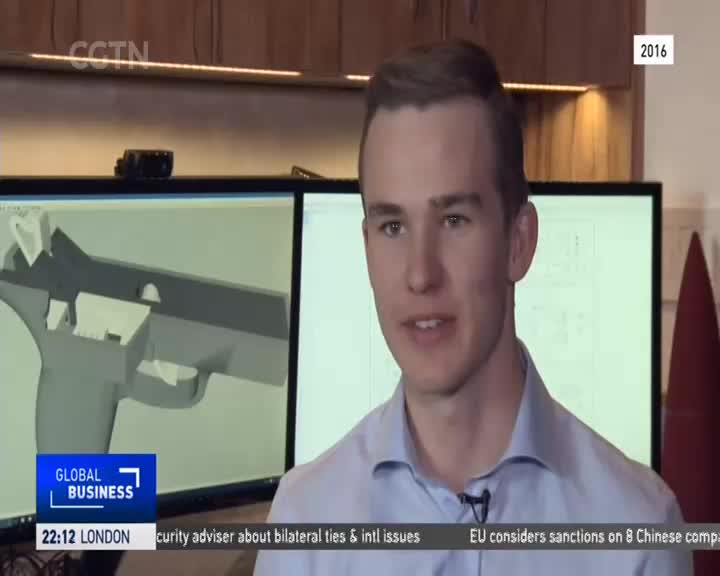 CGTN
2016
GLOBAL
BUSINESS
22:12 LONDON
curity adviser about bilateral ties & intl issues EU considers sanctions on 8 Chinese compa